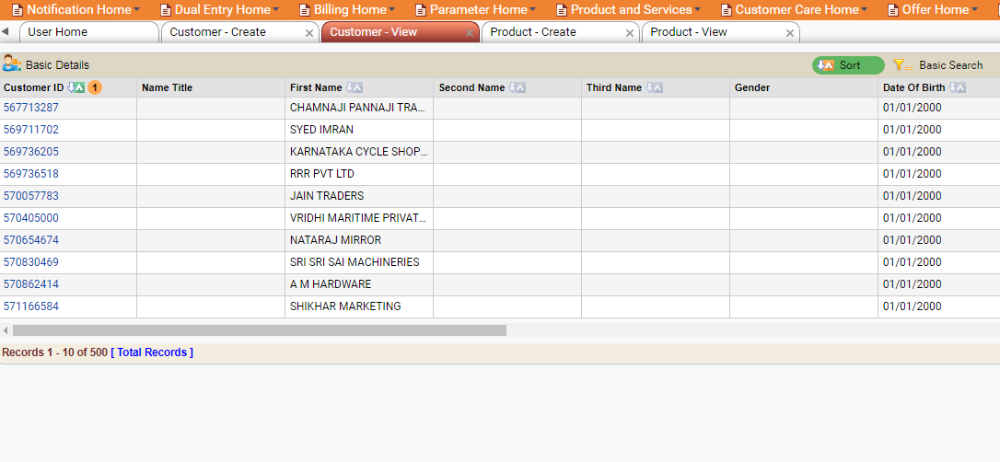 Notification Home Dual Entry Home Billing Home Parameter Home Product and Services Customer Care Home Offer Home
User Home Customer - Create Customer - View Product - Create Product - View
Basic Details Sort Basic Search
Customer ID 1 Name Title First Name Second Name Third Name Gender Date Of Birth
567713287 CHAMNAJI PANNAJI TRA... 01/01/2000
569711702 SYED IMRAN 01/01/2000
569736205 KARNATAKA CYCLE SHOP... 01/01/2000
569736518 RRR PVT LTD 01/01/2000
570057783 JAIN TRADERS 01/01/2000
570405000 VRIDHI MARITIME PRIVAT... 01/01/2000
570654674 NATARAJ MIRROR 01/01/2000
570830469 SRI SRI SAI MACHINERIES 01/01/2000
570862414 A M HARDWARE 01/01/2000
571166584 SHIKHAR MARKETING 01/01/2000
Records 1 - 10 of 500 [ Total Records ]